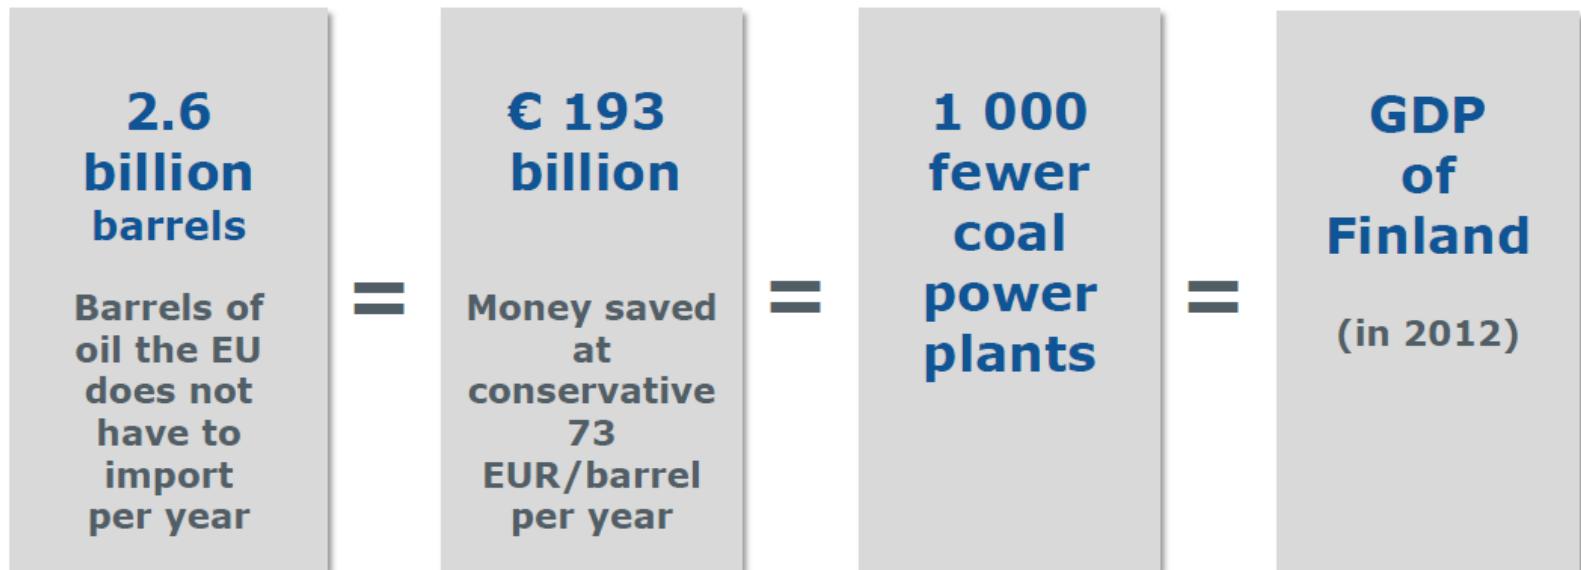 2.6
billion
barrels
Barrels of
oil the EU
does not
have to
import
per year
=
€ 193
billion
Money saved
at
conservative
73
EUR/barrel
per year
=
1 000
fewer
coal
power
plants
=
GDP
of
Finland
(in 2012)